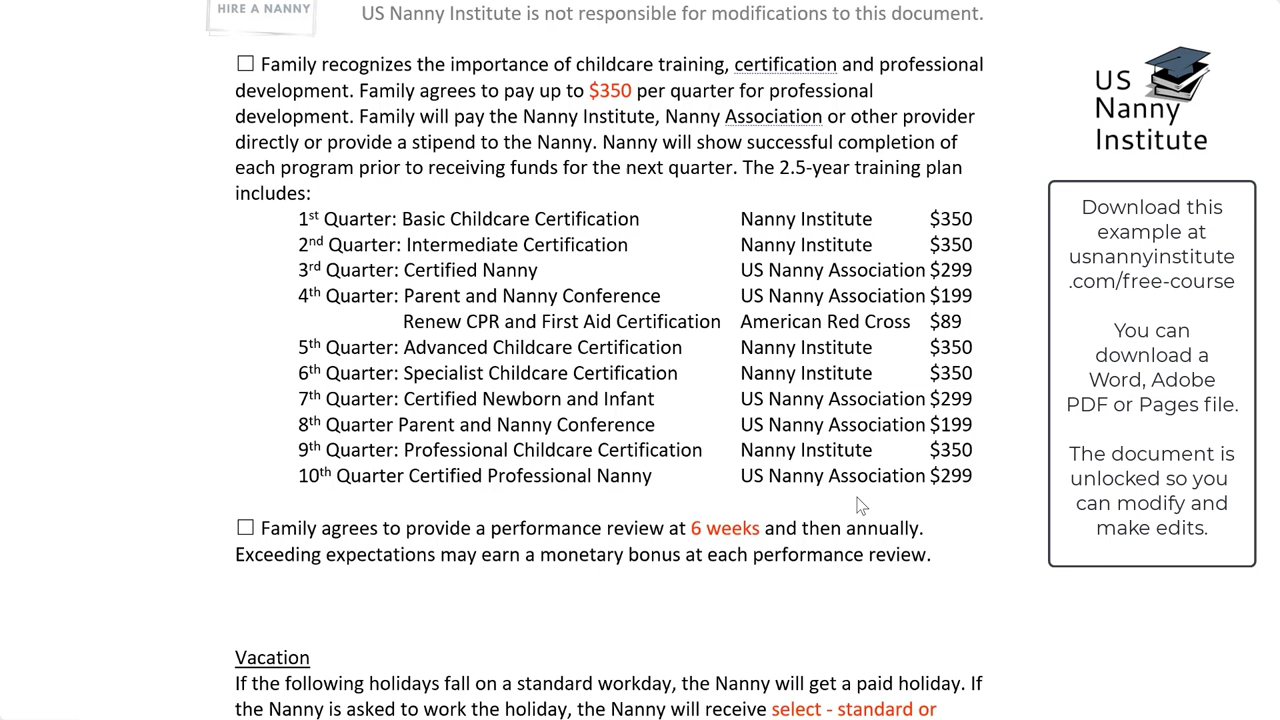 HIRE A NANNY
US Nanny Institute is not responsible for modifications to this document.
☐ Family recognizes the importance of childcare training, certification and professional
development. Family agrees to pay up to $350 per quarter for professional
development. Family will pay the Nanny Institute, Nanny Association or other provider
directly or provide a stipend to the Nanny. Nanny will show successful completion of
each program prior to receiving funds for the next quarter. The 2.5-year training plan
includes:
1st Quarter: Basic Childcare Certification Nanny Institute $350
2nd Quarter: Intermediate Certification Nanny Institute $350
3rd Quarter: Certified Nanny US Nanny Association $299
4th Quarter: Parent and Nanny Conference US Nanny Association $199
Renew CPR and First Aid Certification American Red Cross $89
5th Quarter: Advanced Childcare Certification Nanny Institute $350
6th Quarter: Specialist Childcare Certification Nanny Institute $350
7th Quarter: Certified Newborn and Infant US Nanny Association $299
8th Quarter Parent and Nanny Conference US Nanny Association $199
9th Quarter: Professional Childcare Certification Nanny Institute $350
10th Quarter Certified Professional Nanny US Nanny Association $299
☐ Family agrees to provide a performance review at 6 weeks and then annually.
Exceeding expectations may earn a monetary bonus at each performance review.
Vacation
If the following holidays fall on a standard workday, the Nanny will get a paid holiday. If
the Nanny is asked to work the holiday, the Nanny will receive select - standard or
US
Nanny
Institute
Download this
example at
usnannyinstitute
.com/free-course
You can
download a
Word, Adobe
PDF or Pages file.
The document is
unlocked so you
can modify and
make edits.